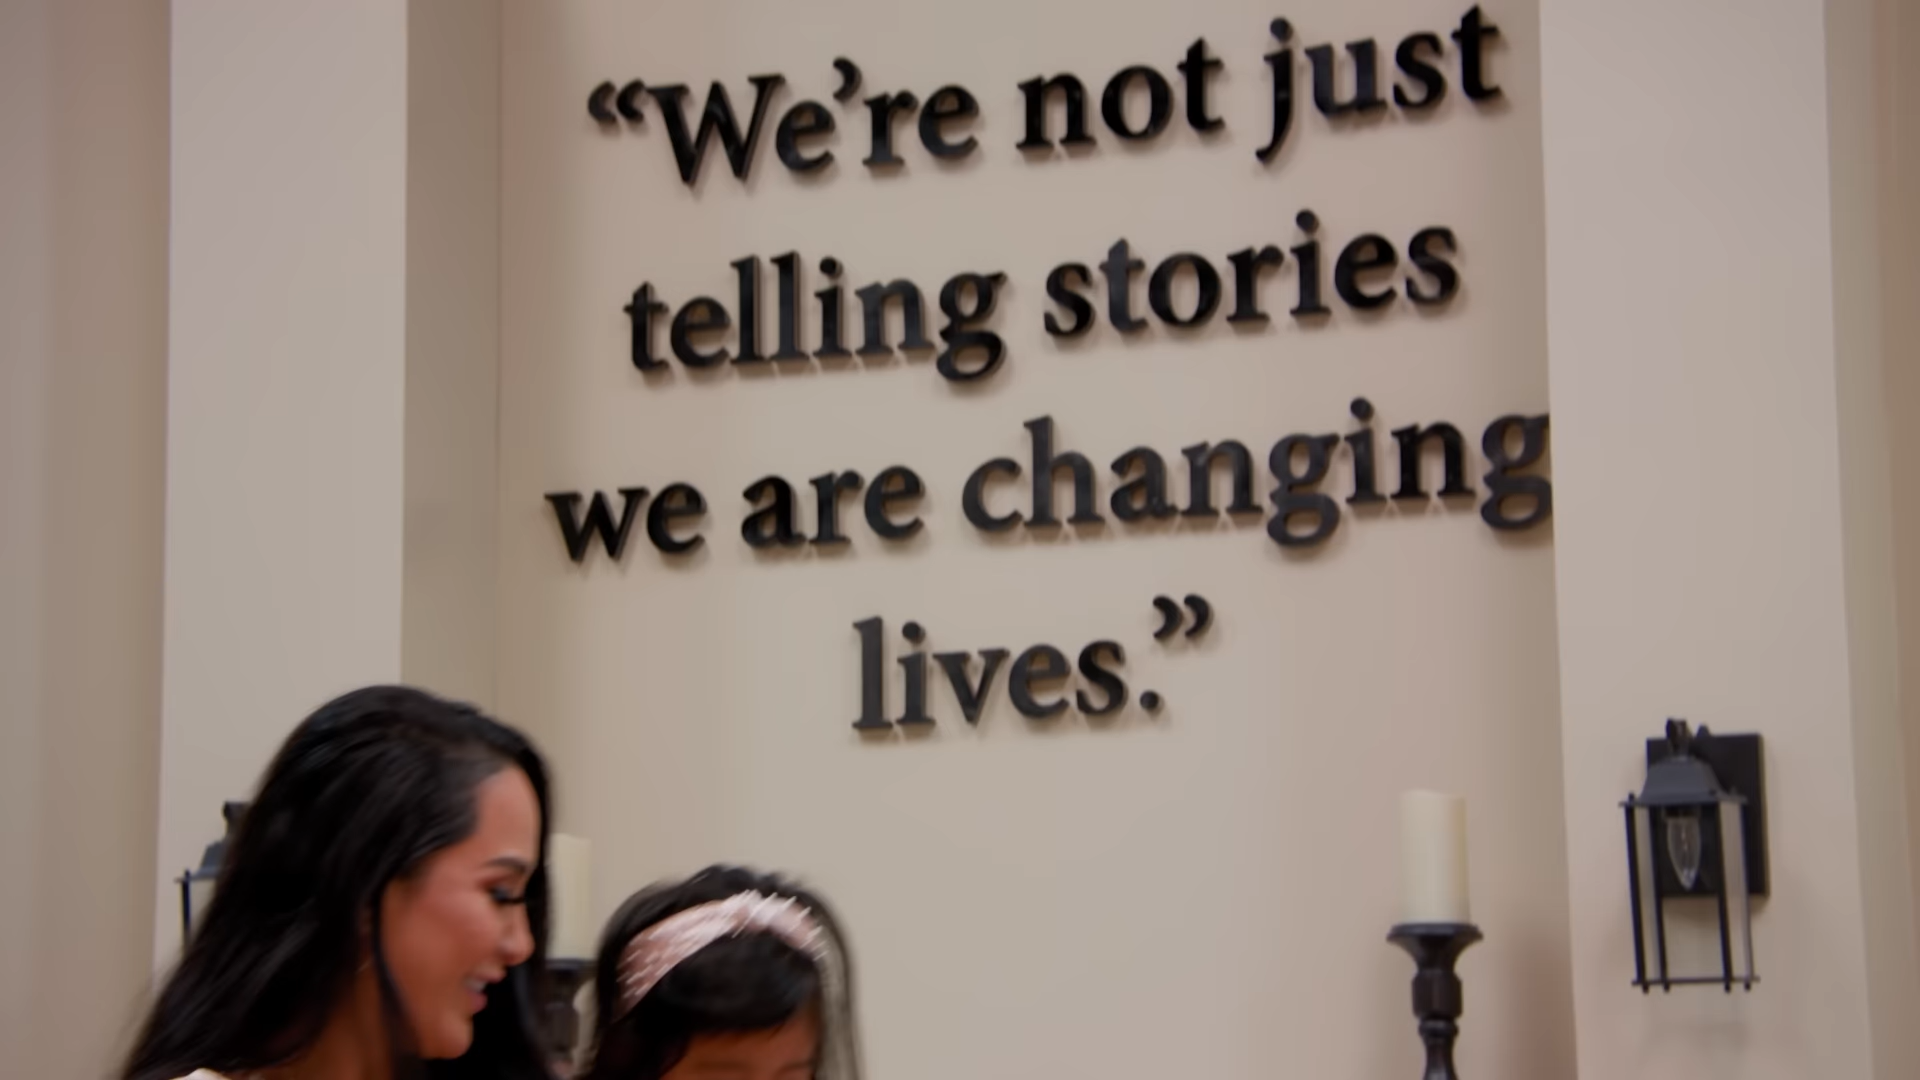 “We’re not just
telling stories
we are changing
lives.”